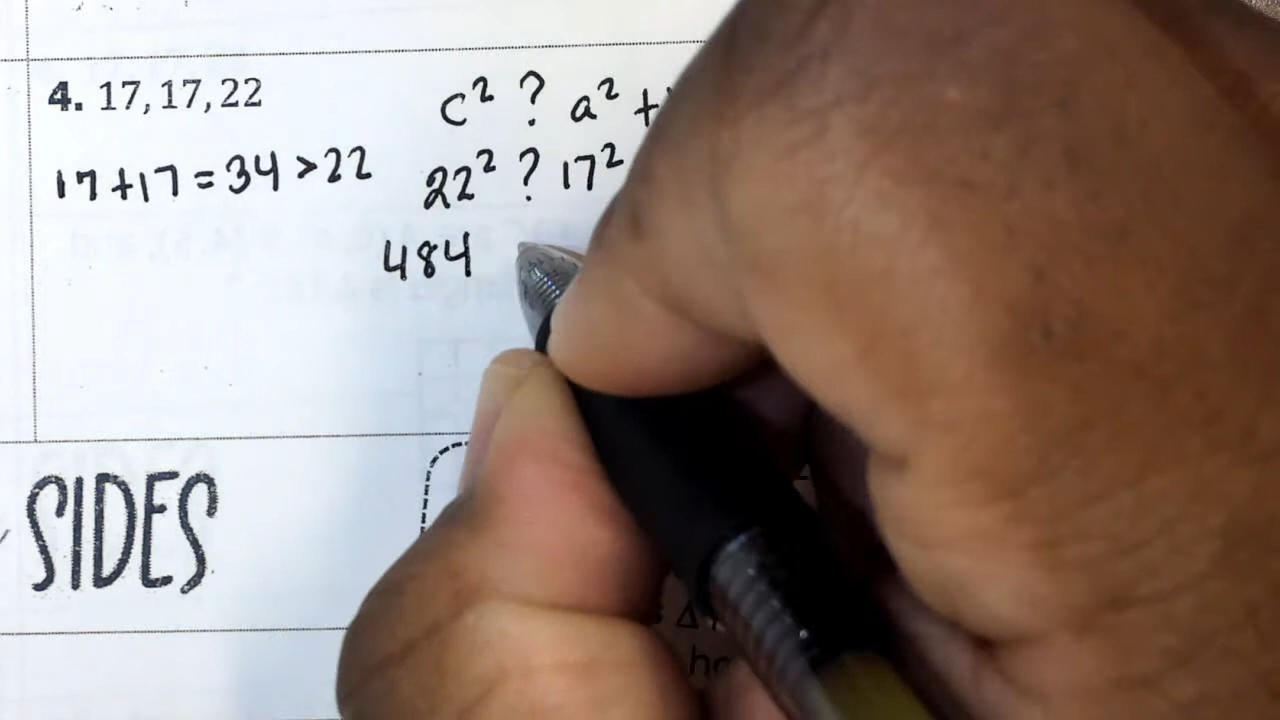 4. 17, 17, 22
c² ? a² +
17+17=34>22
22² ? 17²
484
SIDES